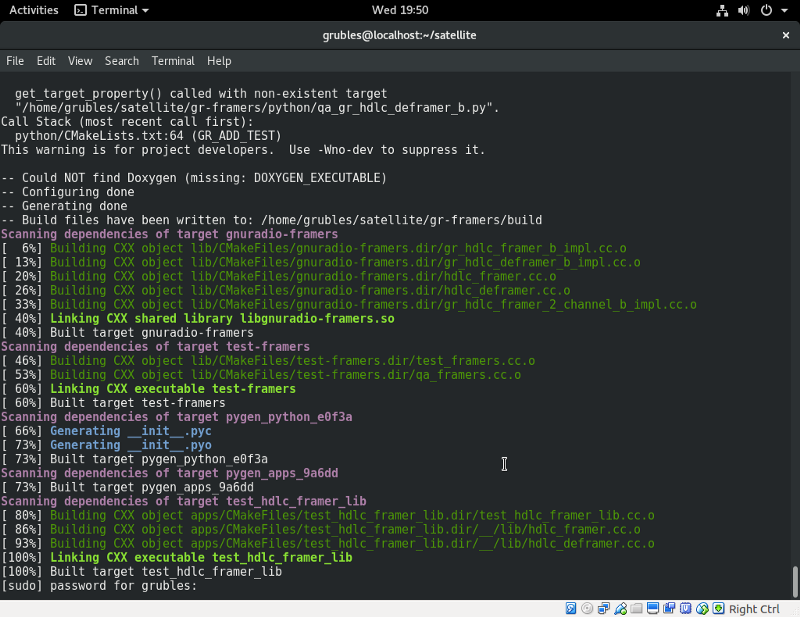 Activities Terminal Wed 19:50
grubles@localhost:~/satellite ×
File Edit View Search Terminal Help
get_target_property() called with non-existent target
"/home/grubles/satellite/gr-framers/python/qa_gr_hdlc_deframer_b.py".
Call Stack (most recent call first):
python/CMakeLists.txt:64 (GR_ADD_TEST)
This warning is for project developers.  Use -Wno-dev to suppress it.
-- Could NOT find Doxygen (missing: DOXYGEN_EXECUTABLE)
-- Configuring done
-- Generating done
-- Build files have been written to: /home/grubles/satellite/gr-framers/build
Scanning dependencies of target gnuradio-framers
[  6%] Building CXX object lib/CMakeFiles/gnuradio-framers.dir/gr_hdlc_framer_b_impl.cc.o
[ 13%] Building CXX object lib/CMakeFiles/gnuradio-framers.dir/gr_hdlc_deframer_b_impl.cc.o
[ 20%] Building CXX object lib/CMakeFiles/gnuradio-framers.dir/hdlc_framer.cc.o
[ 26%] Building CXX object lib/CMakeFiles/gnuradio-framers.dir/hdlc_deframer.cc.o
[ 33%] Building CXX object lib/CMakeFiles/gnuradio-framers.dir/gr_hdlc_framer_2_channel_b_impl.cc.o
[ 40%] Linking CXX shared library libgnuradio-framers.so
[ 40%] Built target gnuradio-framers
Scanning dependencies of target test-framers
[ 46%] Building CXX object lib/CMakeFiles/test-framers.dir/test_framers.cc.o
[ 53%] Building CXX object lib/CMakeFiles/test-framers.dir/qa_framers.cc.o
[ 60%] Linking CXX executable test-framers
[ 60%] Built target test-framers
Scanning dependencies of target pygen_python_e0f3a
[ 66%] Generating __init__.pyc
[ 73%] Generating __init__.pyo
[ 73%] Built target pygen_python_e0f3a
Scanning dependencies of target pygen_apps_9a6dd
[ 73%] Built target pygen_apps_9a6dd
Scanning dependencies of target test_hdlc_framer_lib
[ 80%] Building CXX object apps/CMakeFiles/test_hdlc_framer_lib.dir/test_hdlc_framer_lib.cc.o
[ 86%] Building CXX object apps/CMakeFiles/test_hdlc_framer_lib.dir/__/lib/hdlc_framer.cc.o
[ 93%] Building CXX object apps/CMakeFiles/test_hdlc_framer_lib.dir/__/lib/hdlc_deframer.cc.o
[100%] Linking CXX executable test_hdlc_framer_lib
[100%] Built target test_hdlc_framer_lib
[sudo] password for grubles:
Right Ctrl